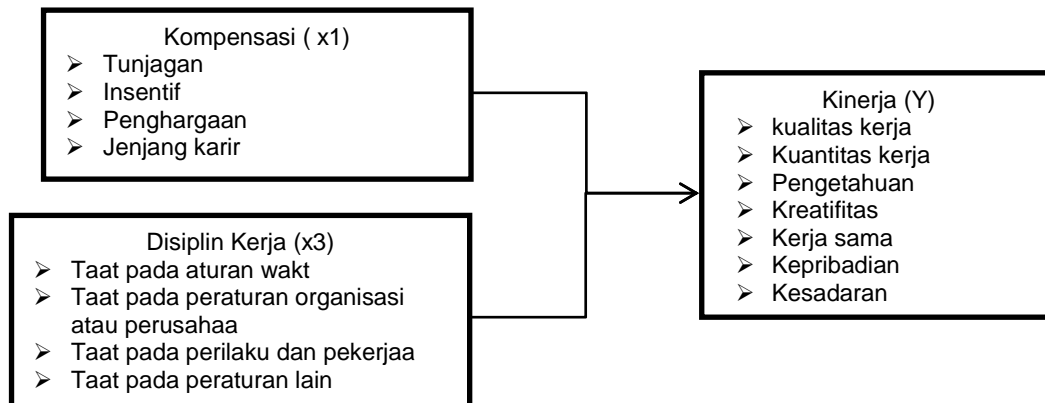 Kompensasi ( x1)
➢ Tunjagan
➢ Insentif
➢ Penghargaan
➢ Jenjang karir
Disiplin Kerja (x3)
➢ Taat pada aturan wakt
➢ Taat pada peraturan organisasi
atau perusahaa
➢ Taat pada perilaku dan pekerjaa
➢ Taat pada peraturan lain
Kinerja (Y)
➢ kualitas kerja
➢ Kuantitas kerja
➢ Pengetahuan
➢ Kreatifitas
➢ Kerja sama
➢ Kepribadian
➢ Kesadaran